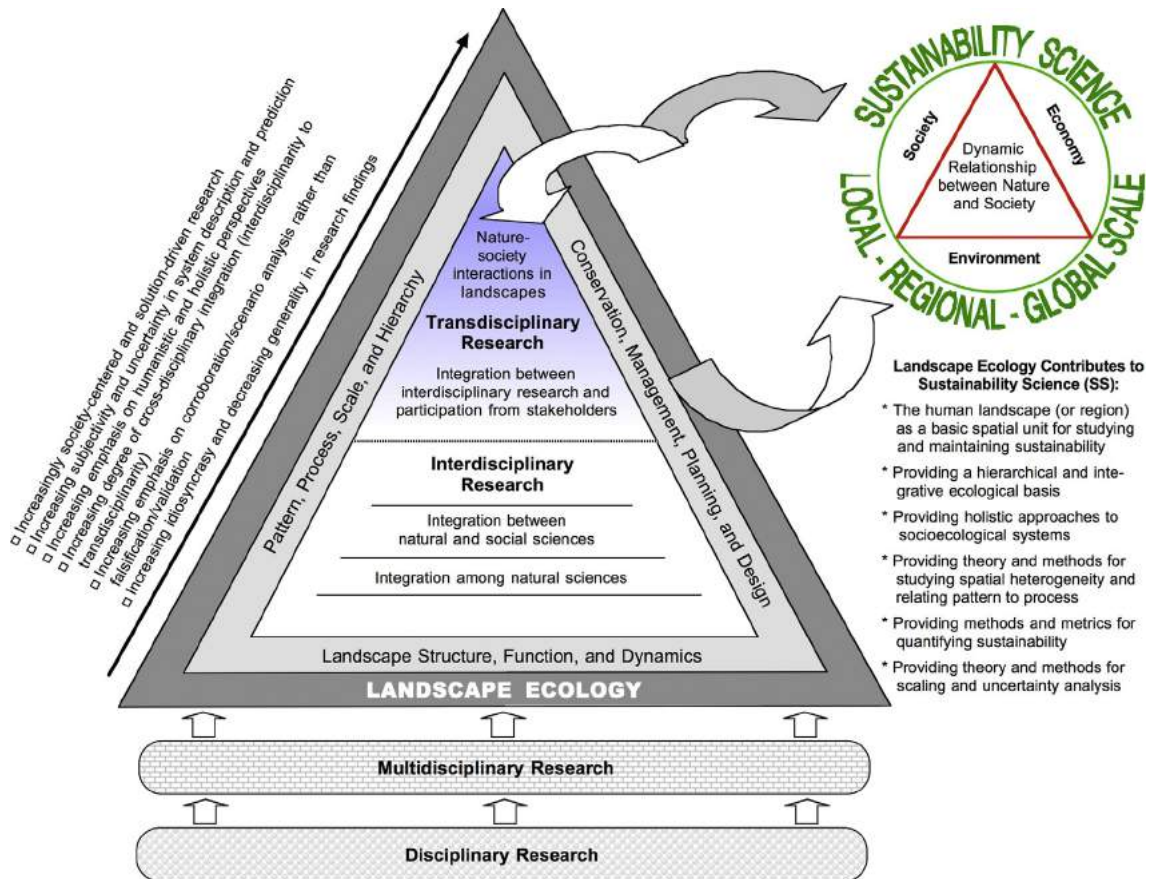 □ Increasingly society-centered and solution-driven research
□ Increasing subjectivity and uncertainty in system description and prediction
□ Increasing emphasis on humanistic and holistic perspectives
□ Increasing degree of cross-disciplinary integration (interdisciplinarity to
transdisciplinarity)
□ Increasing emphasis on corroboration/scenario analysis rather than
falsification/validation
□ Increasing idiosyncrasy and decreasing generality in research findings
Pattern, Process, Scale, and Hierarchy
Conservation, Management, Planning, and Design
Nature-
society
interactions in
landscapes
Transdisciplinary
Research
Integration between
interdisciplinary research and
participation from stakeholders
Interdisciplinary
Research
Integration between
natural and social sciences
Integration among natural sciences
Landscape Structure, Function, and Dynamics
LANDSCAPE ECOLOGY
Multidisciplinary Research
Disciplinary Research
SUSTAINABILITY SCIENCE
Society
Economy
Dynamic
Relationship
between Nature
and Society
Environment
LOCAL - REGIONAL - GLOBAL SCALE
Landscape Ecology Contributes to
Sustainability Science (SS):
* The human landscape (or region)
as a basic spatial unit for studying
and maintaining sustainability
* Providing a hierarchical and inte-
grative ecological basis
* Providing holistic approaches to
socioecological systems
* Providing theory and methods for
studying spatial heterogeneity and
relating pattern to process
* Providing methods and metrics for
quantifying sustainability
* Providing theory and methods for
scaling and uncertainty analysis